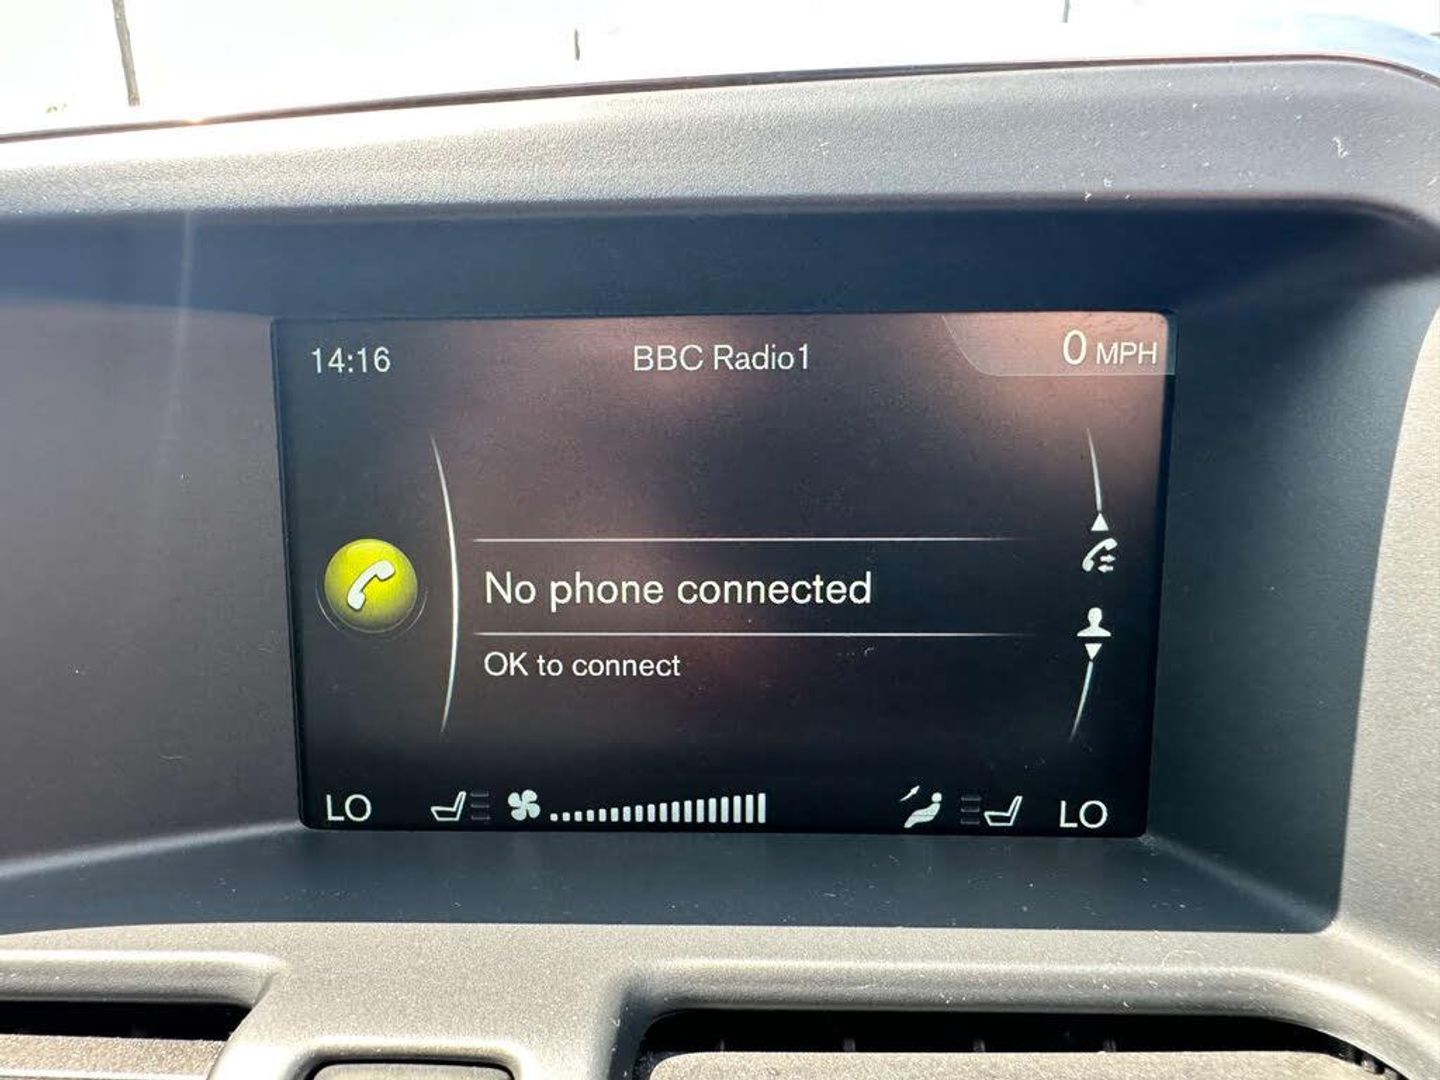 14:16 BBC Radio1 0 MPH
No phone connected
OK to connect
LO LO